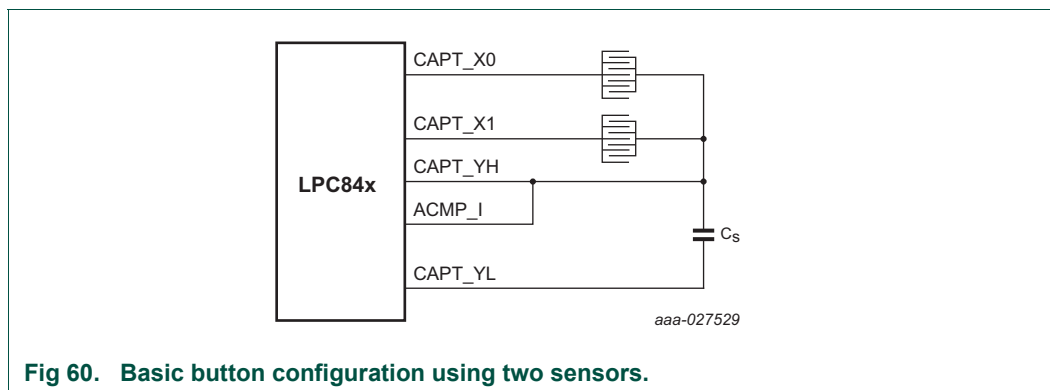 CAPT_X0
CAPT_X1
CAPT_YH
LPC84x
ACMP_I
Cs
CAPT_YL
aaa-027529
Fig 60. Basic button configuration using two sensors.